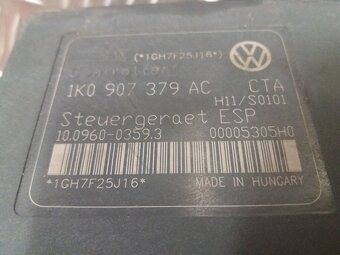 (*1GH7F25J16*)
1K0 907 379 AC CTA
H11/S0101
Steuergeraet ESP
10.0960-0359.3 00005305H0
*1GH7F25J16* MADE IN HUNGARY